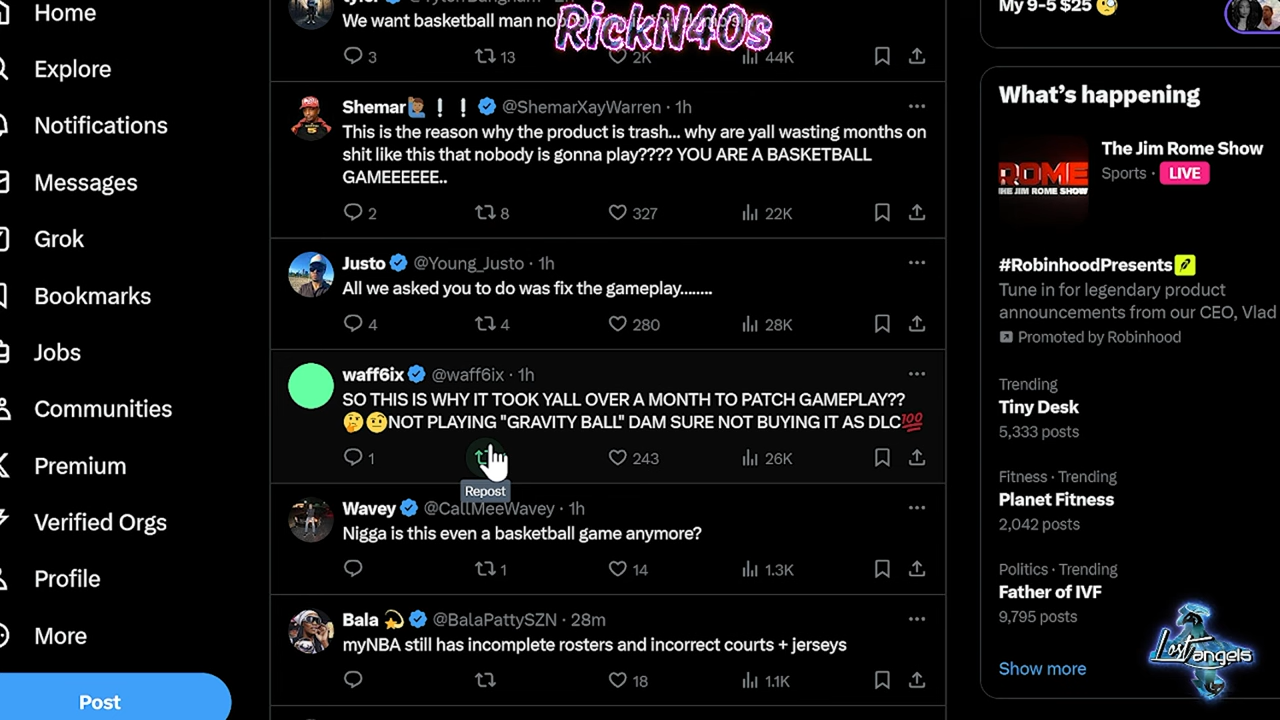 Home
Explore
Notifications
Messages
Grok
Bookmarks
Jobs
Communities
Premium
Verified Orgs
Profile
More
Post
We want basketball man
3 13 2K 44K
RickN40s
Shemar🙋🏽‍♂️❕❕ @ShemarXayWarren · 1h
This is the reason why the product is trash... why are yall wasting months on
shit like this that nobody is gonna play???? YOU ARE A BASKETBALL
GAMEEEEEE..
2 8 327 22K
Justo @Young_Justo · 1h
All we asked you to do was fix the gameplay........
4 4 280 28K
waff6ix @waff6ix · 1h
SO THIS IS WHY IT TOOK YALL OVER A MONTH TO PATCH GAMEPLAY??
🤔🤨NOT PLAYING "GRAVITY BALL" DAM SURE NOT BUYING IT AS DLC💯
1 243 26K
Repost
Wavey @CallMeeWavey · 1h
Nigga is this even a basketball game anymore?
1 14 1.3K
Bala 💫 @BalaPattySZN · 28m
myNBA still has incomplete rosters and incorrect courts + jerseys
18 1.1K
My 9-5 $25 🧐
What's happening
ROME
THE JIM ROME SHOW
The Jim Rome Show
Sports · LIVE
#RobinhoodPresents
Tune in for legendary product
announcements from our CEO, Vlad
Promoted by Robinhood
Trending
Tiny Desk
5,333 posts
Fitness · Trending
Planet Fitness
2,042 posts
Politics · Trending
Father of IVF
9,795 posts
Show more
Lost angels